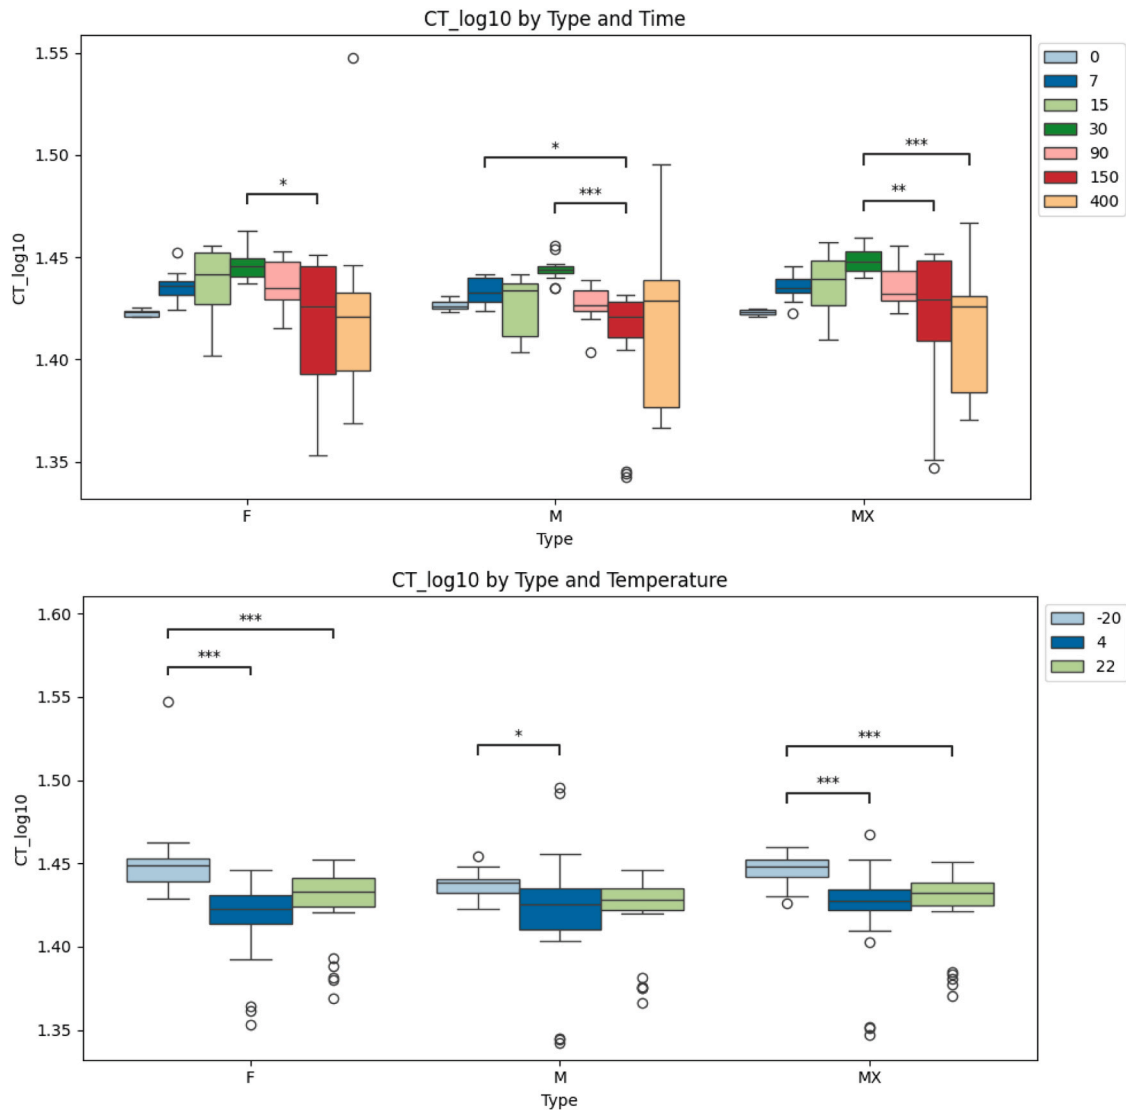 CT_log10 by Type and Time
CT_log10
1.55
1.50
1.45
1.40
1.35
*
*
***
***
**
F
M
MX
Type
0
7
15
30
90
150
400
CT_log10 by Type and Temperature
CT_log10
1.60
1.55
1.50
1.45
1.40
1.35
***
***
*
***
***
F
M
MX
Type
-20
4
22